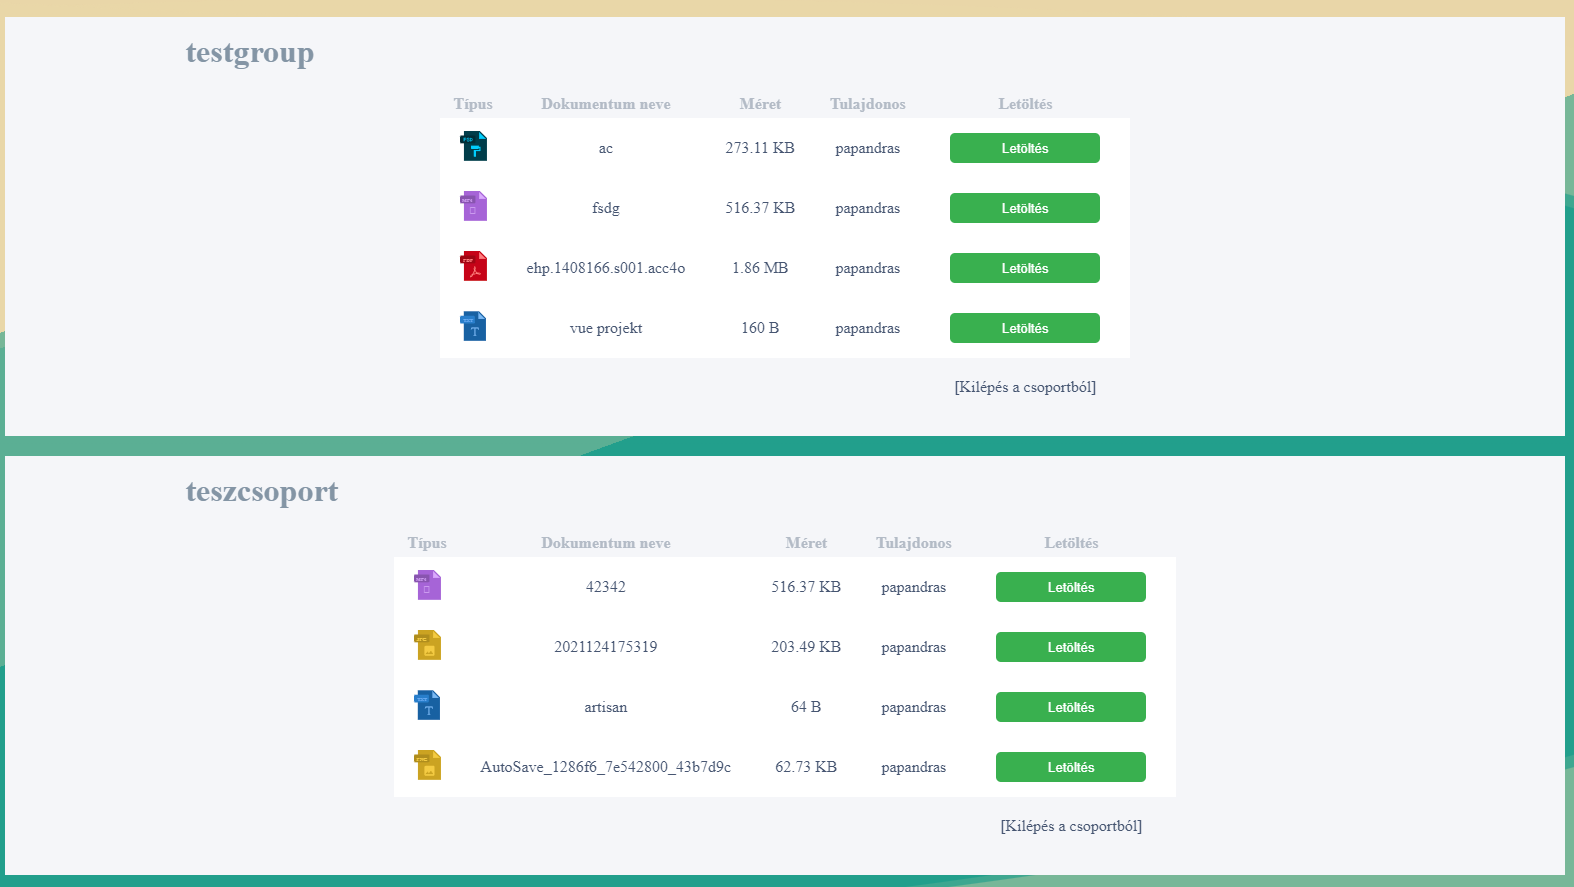 testgroup
Típus Dokumentum neve Méret Tulajdonos Letöltés
ac 273.11 KB papandras Letöltés
fsdg 516.37 KB papandras Letöltés
ehp.1408166.s001.acc4o 1.86 MB papandras Letöltés
vue projekt 160 B papandras Letöltés
[Kilépés a csoportból]
teszcsoport
Típus Dokumentum neve Méret Tulajdonos Letöltés
42342 516.37 KB papandras Letöltés
2021124175319 203.49 KB papandras Letöltés
artisan 64 B papandras Letöltés
AutoSave_1286f6_7e542800_43b7d9c 62.73 KB papandras Letöltés
[Kilépés a csoportból]